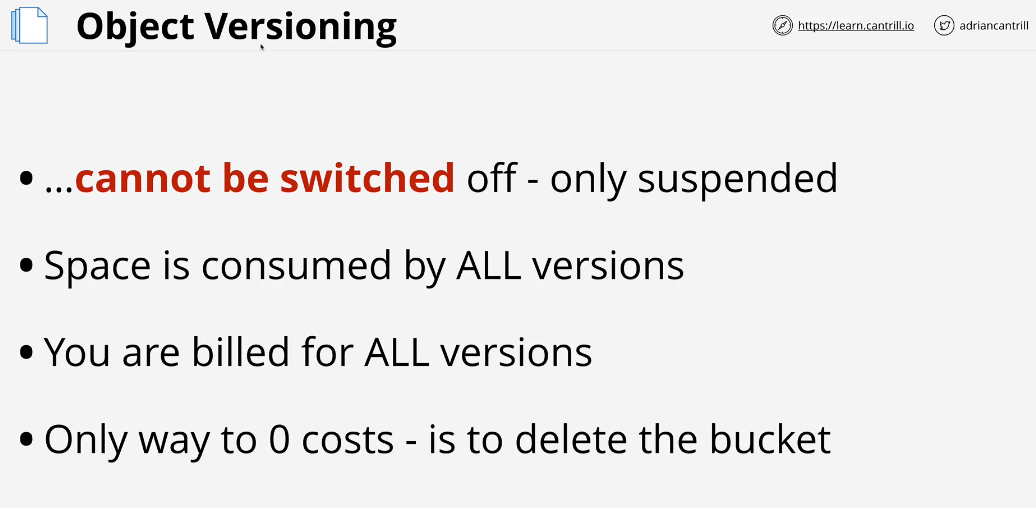 Object Versioning
https://learn.cantrill.io
adriancantrill
• ...cannot be switched off - only suspended
• Space is consumed by ALL versions
• You are billed for ALL versions
• Only way to 0 costs - is to delete the bucket